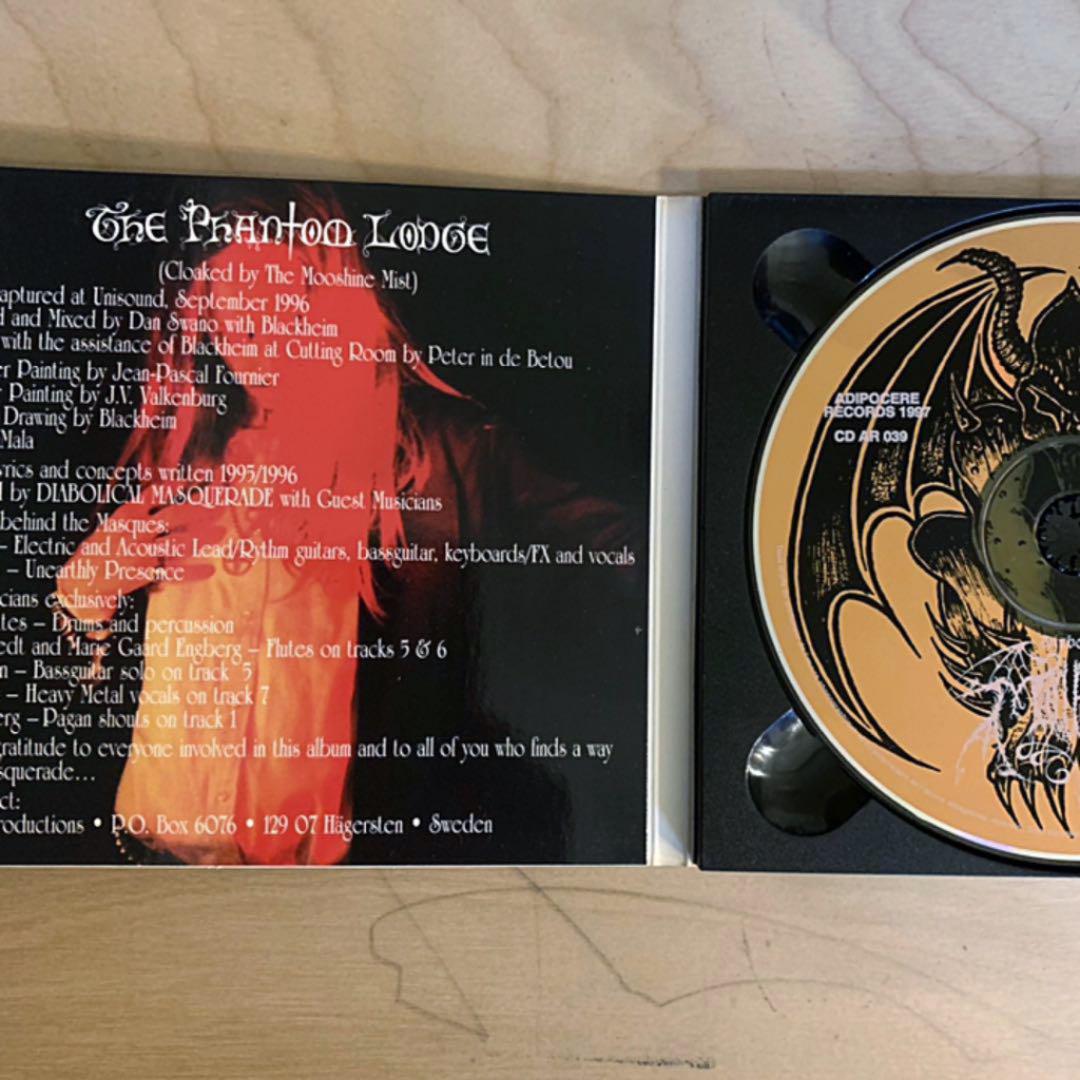 The Phantom Lodge
(Cloaked by The Mooshine Mist)
aptured at Unisound, September 1996
d and Mixed by Dan Swano with Blackheim
with the assistance of Blackheim at Cutting Room by Peter in de Betou
er Painting by Jean-Pascal Fournier
r Painting by J.V. Valkenburg
Drawing by Blackheim
Mala
yrics and concepts written 1995/1996
d by DIABOLICAL MASQUERADE with Guest Musicians
behind the Masques:
– Electric and Acoustic Lead/Rythm guitars, bassguitar, keyboards/FX and vocals
– Unearthly Presence
cians exclusively:
tes – Drums and percussion
edt and Marie Gaard Engberg – Flutes on tracks 5 & 6
n – Bassguitar solo on track 5
– Heavy Metal vocals on track 7
erg – Pagan shouts on track 1
gratitude to everyone involved in this album and to all of you who finds a way
squerade...
ct:
roductions • P.O. Box 6076 • 129 07 Hägersten • Sweden
ADIPOCERE
RECORDS 1997
CD AR 039